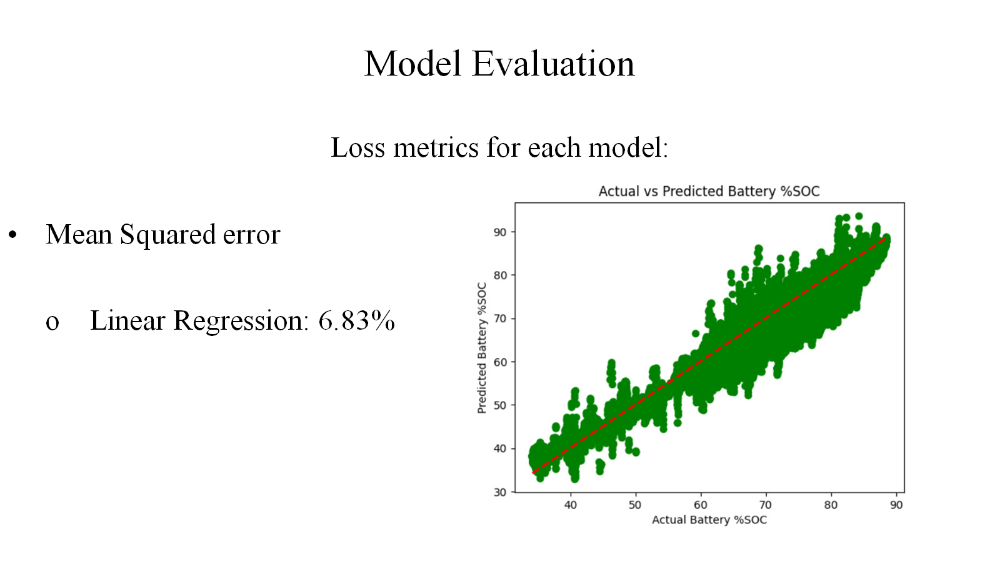 Model Evaluation
Loss metrics for each model:
• Mean Squared error
o Linear Regression: 6.83%
Actual vs Predicted Battery %SOC
90
80
70
60
50
40
30
Predicted Battery %SOC
40 50 60 70 80 90
Actual Battery %SOC